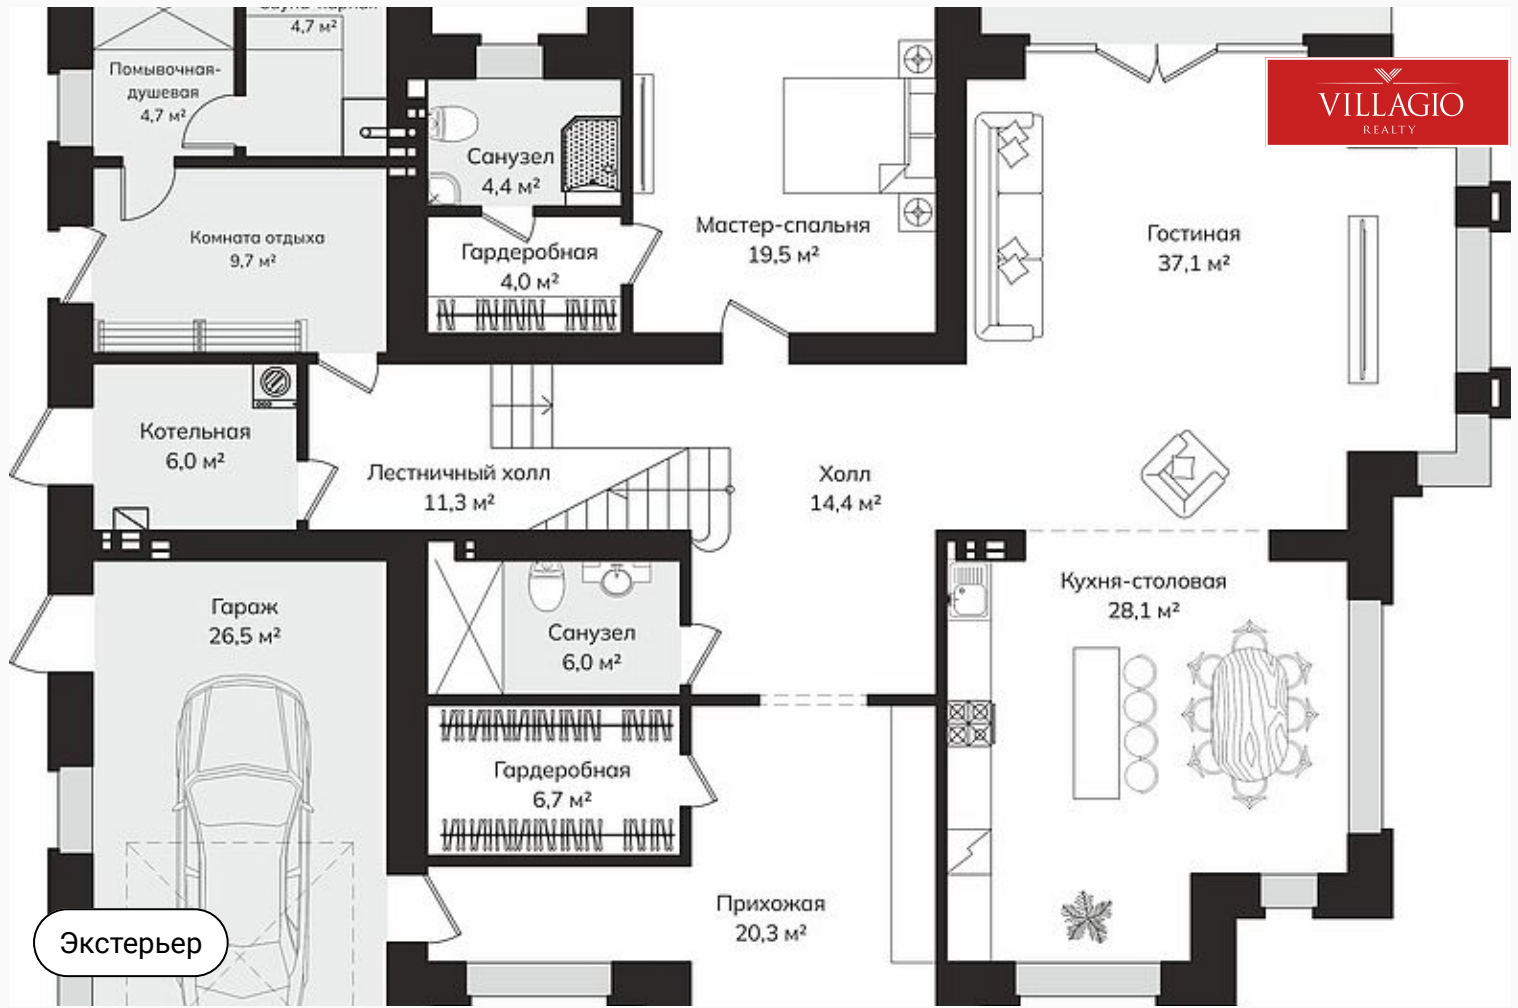 4,7 м²
Помывочная-
душевая
4,7 м²
VILLAGIO
REALTY
Санузел
4,4 м²
Комната отдыха
9,7 м²
Гардеробная
4,0 м²
Мастер-спальня
19,5 м²
Гостиная
37,1 м²
Котельная
6,0 м²
Лестничный холл
11,3 м²
Холл
14,4 м²
Гараж
26,5 м²
Санузел
6,0 м²
Кухня-столовая
28,1 м²
Гардеробная
6,7 м²
Прихожая
20,3 м²
Экстерьер